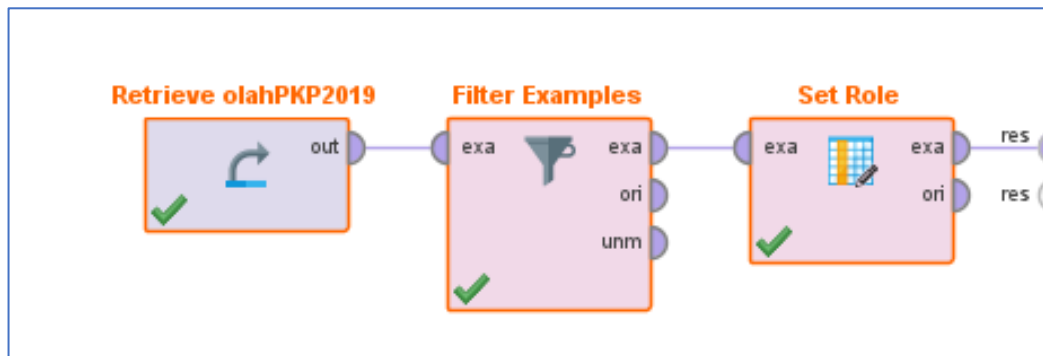 Retrieve olahPKP2019
Filter Examples
Set Role
out
exa
exa
exa
exa
res
ori
ori
res
unm